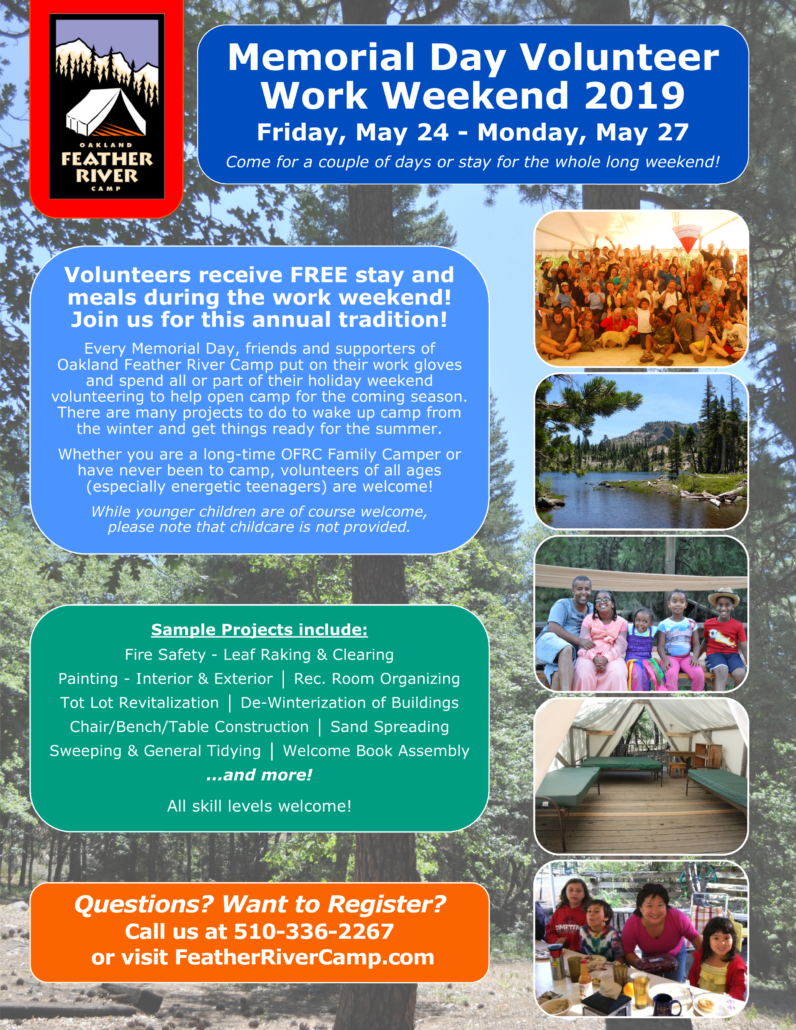 OAKLAND
FEATHER
RIVER
CAMP
Memorial Day Volunteer
Work Weekend 2019
Friday, May 24 - Monday, May 27
Come for a couple of days or stay for the whole long weekend!
Volunteers receive FREE stay and
meals during the work weekend!
Join us for this annual tradition!
Every Memorial Day, friends and supporters of
Oakland Feather River Camp put on their work gloves
and spend all or part of their holiday weekend
volunteering to help open camp for the coming season.
There are many projects to do to wake up camp from
the winter and get things ready for the summer.
Whether you are a long-time OFRC Family Camper or
have never been to camp, volunteers of all ages
(especially energetic teenagers) are welcome!
While younger children are of course welcome,
please note that childcare is not provided.
Sample Projects include:
Fire Safety - Leaf Raking & Clearing
Painting - Interior & Exterior | Rec. Room Organizing
Tot Lot Revitalization | De-Winterization of Buildings
Chair/Bench/Table Construction | Sand Spreading
Sweeping & General Tidying | Welcome Book Assembly
...and more!
All skill levels welcome!
Questions? Want to Register?
Call us at 510-336-2267
or visit FeatherRiverCamp.com